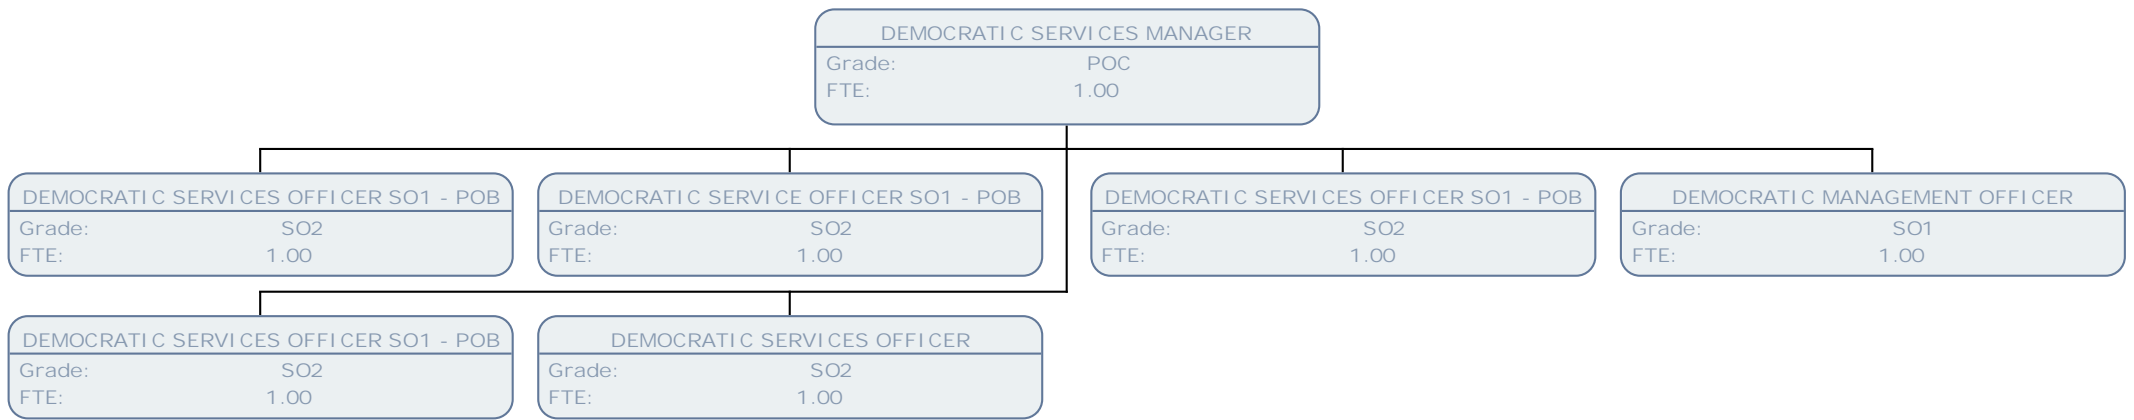 DEMOCRATIC SERVICES MANAGER
Grade: POC
FTE: 1.00
DEMOCRATIC SERVICES OFFICER SO1 - POB
Grade: SO2
FTE: 1.00
DEMOCRATIC SERVICE OFFICER SO1 - POB
Grade: SO2
FTE: 1.00
DEMOCRATIC SERVICES OFFICER SO1 - POB
Grade: SO2
FTE: 1.00
DEMOCRATIC MANAGEMENT OFFICER
Grade: SO1
FTE: 1.00
DEMOCRATIC SERVICES OFFICER SO1 - POB
Grade: SO2
FTE: 1.00
DEMOCRATIC SERVICES OFFICER
Grade: SO2
FTE: 1.00